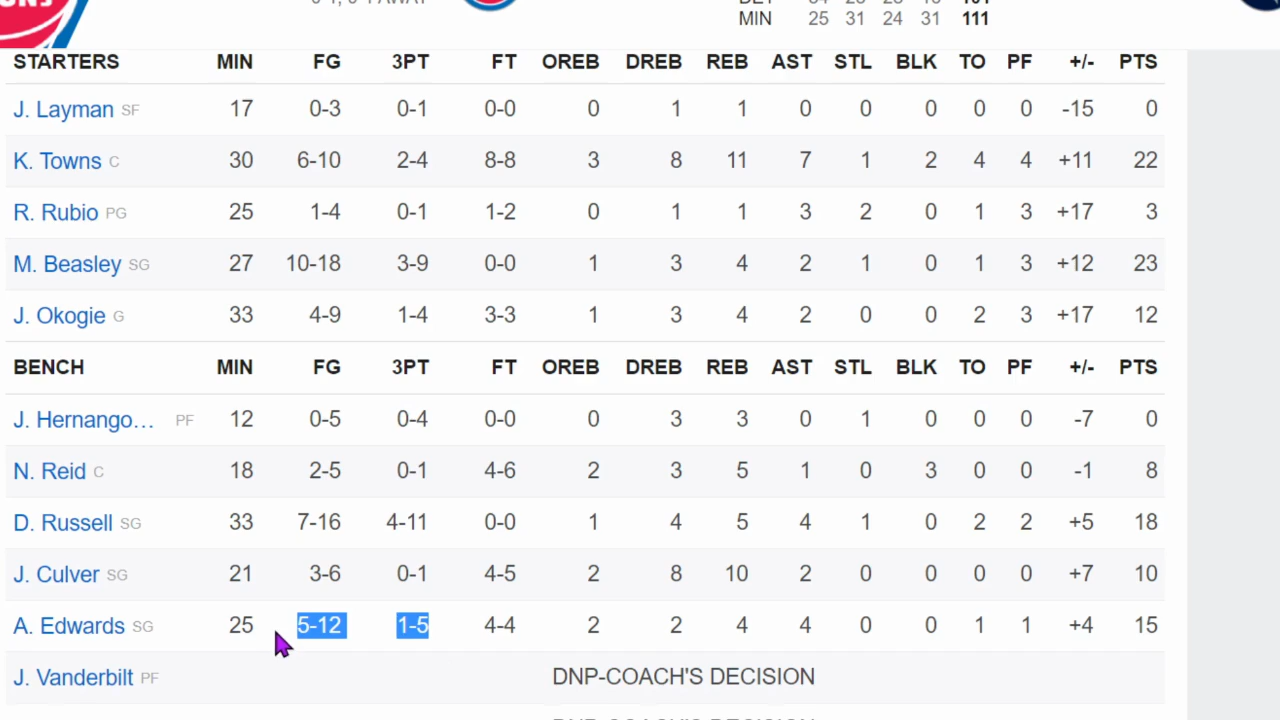 MIN 25 31 24 31 111
STARTERS MIN FG 3PT FT OREB DREB REB AST STL BLK TO PF +/- PTS
J. Layman SF 17 0-3 0-1 0-0 0 1 1 0 0 0 0 0 -15 0
K. Towns C 30 6-10 2-4 8-8 3 8 11 7 1 2 4 4 +11 22
R. Rubio PG 25 1-4 0-1 1-2 0 1 1 3 2 0 1 3 +17 3
M. Beasley SG 27 10-18 3-9 0-0 1 3 4 2 1 0 1 3 +12 23
J. Okogie G 33 4-9 1-4 3-3 1 3 4 2 0 0 2 3 +17 12
BENCH MIN FG 3PT FT OREB DREB REB AST STL BLK TO PF +/- PTS
J. Hernango... PF 12 0-5 0-4 0-0 0 3 3 0 1 0 0 0 -7 0
N. Reid C 18 2-5 0-1 4-6 2 3 5 1 0 3 0 0 -1 8
D. Russell SG 33 7-16 4-11 0-0 1 4 5 4 1 0 2 2 +5 18
J. Culver SG 21 3-6 0-1 4-5 2 8 10 2 0 0 0 0 +7 10
A. Edwards SG 25 5-12 1-5 4-4 2 2 4 4 0 0 1 1 +4 15
J. Vanderbilt PF DNP-COACH'S DECISION